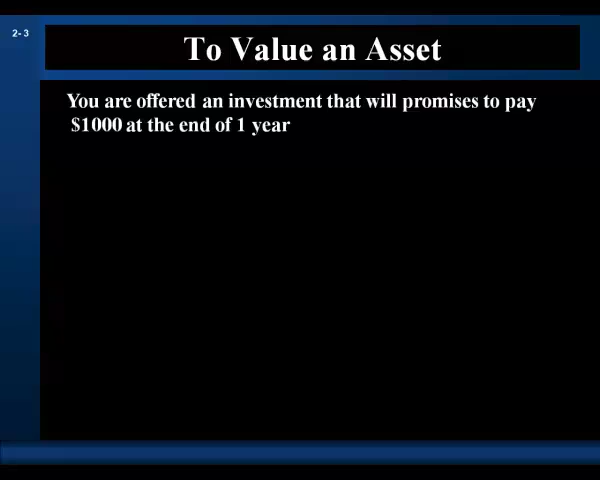 2- 3
To Value an Asset
You are offered an investment that will promises to pay
$1000 at the end of 1 year